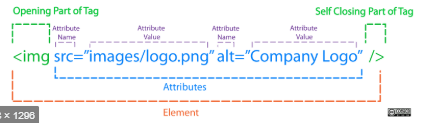 Opening Part of Tag Self Closing Part of Tag
Attribute Name Attribute Value Attribute Name Attribute Value
<img src="images/logo.png" alt="Company Logo" />
Attributes
× 1296 Element